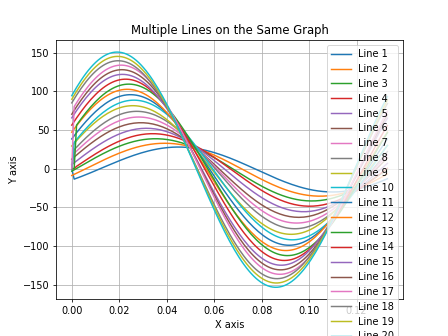 Multiple Lines on the Same Graph
150
100
50
0
−50
−100
−150
Y axis
0.00
0.02
0.04
0.06
0.08
X axis
Line 1
Line 2
Line 3
Line 4
Line 5
Line 6
Line 7
Line 8
Line 9
Line 10
Line 11
Line 12
Line 13
Line 14
Line 15
Line 16
Line 17
Line 18
Line 19
Line 20